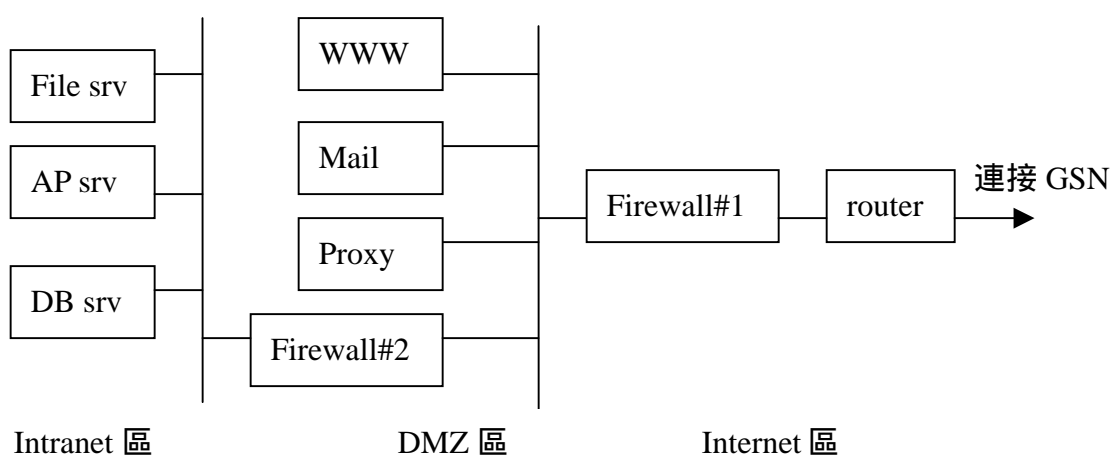 WWW
File srv
Mail
AP srv
連接 GSN
Firewall#1
router
Proxy
DB srv
Firewall#2
Intranet 區
DMZ 區
Internet 區